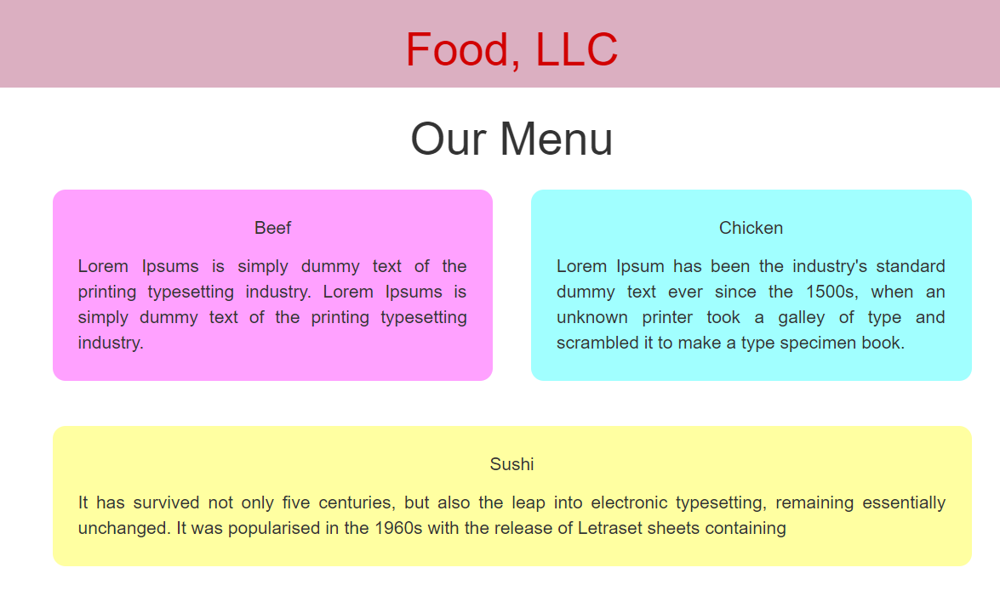 Food, LLC
Our Menu
Beef
Lorem Ipsums is simply dummy text of the
printing typesetting industry. Lorem Ipsums is
simply dummy text of the printing typesetting
industry.
Chicken
Lorem Ipsum has been the industry's standard
dummy text ever since the 1500s, when an
unknown printer took a galley of type and
scrambled it to make a type specimen book.
Sushi
It has survived not only five centuries, but also the leap into electronic typesetting, remaining essentially
unchanged. It was popularised in the 1960s with the release of Letraset sheets containing